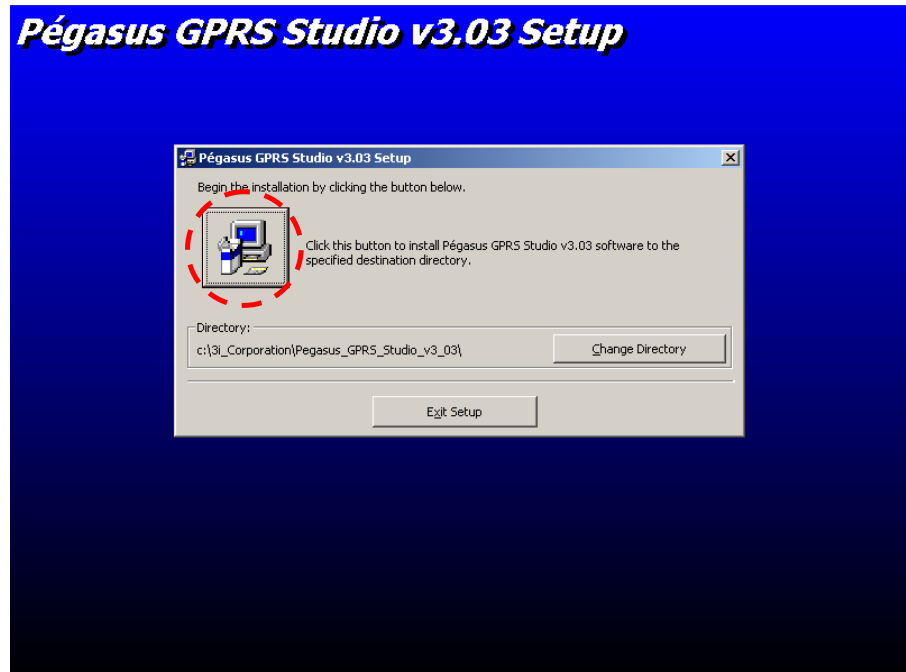 Pégasus GPRS Studio v3.03 Setup
Pégasus GPRS Studio v3.03 Setup
Begin the installation by clicking the button below.
Click this button to install Pégasus GPRS Studio v3.03 software to the
specified destination directory.
Directory:
c:\3i_Corporation\Pegasus_GPRS_Studio_v3_03\
Change Directory
Exit Setup